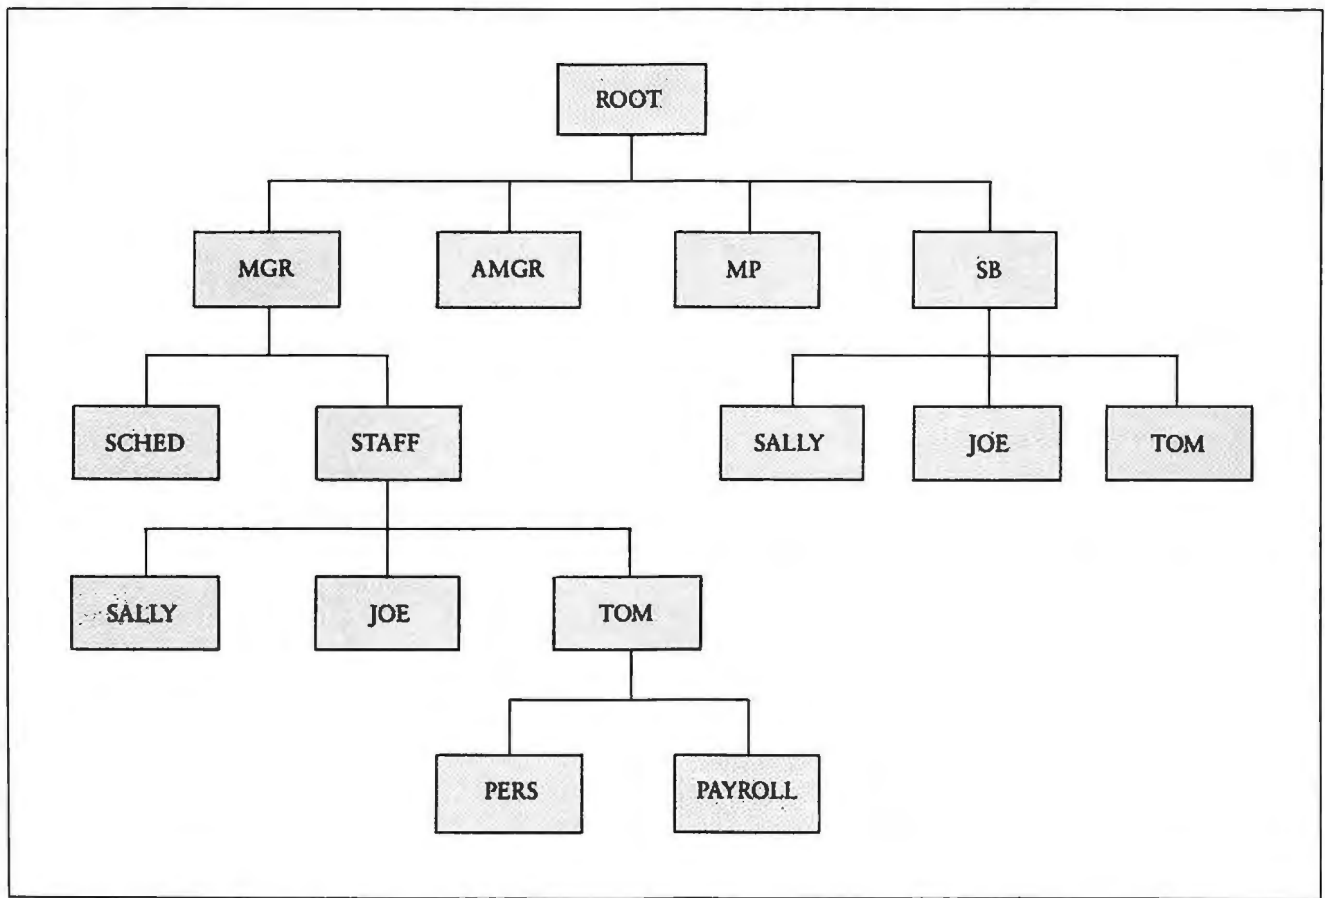 ROOT
MGR
AMGR
MP
SB
SCHED
STAFF
SALLY
JOE
TOM
SALLY
JOE
TOM
PERS
PAYROLL